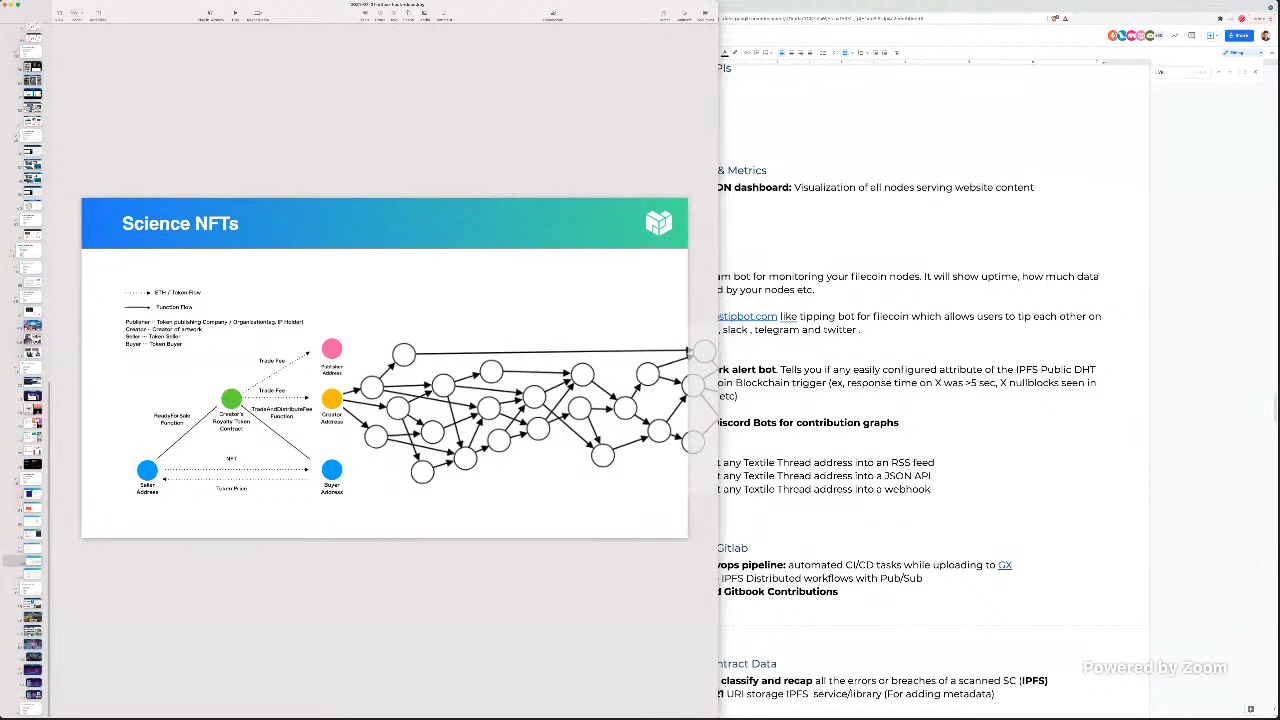 Science NFTs
ETH / Token Flow
Function Flow
Publisher ··· Token publishing Company / Organization(eg. IP Holder)
Creator ··· Creator of artwork
Seller ··· Token Seller
Buyer ··· Token Buyer
Trade Fee
Publisher
Address
Trade Fee
TradeAndDistributeFee
Function
Creator
Address
ReadyForSale
Function
Creator's
Royalty Token
Contract
NFT
Token Price
Seller
Address
Buyer
Address
Share
Editing
PIs
& Metrics
ON dashboard: Visualization of all nodes serving website content
am bot for monitoring your filecoin nodes. It will show uptime, how much data
d by your nodes etc.
ostipbot.com like tipping bot for filecoin which allows users to tip each other on
, slack , telegram and twitter .
rk alert bot. Tells you if any easily configured attribute of the IPFS Public DHT
oin Blockchain trigger (ex, response time on X was >5 sec, X nullblocks seen in
etc)
Discord Bots for contribution graphs
t any Textile Thread address into an RSS feed
t any Textile Thread address into a JSON API
t any Textile Thread address into a webhook
Gitlab
vops pipeline: automated CI/CD tasks while uploading to GX
IPFS Distributed workflows with Pub/Sub
d Gitbook Contributions
ntract Data
classify and recap all the errors or breaches of a scanned SC (IPFS)
21 URI storage IPFS service/library (For adding metadata)
Powered by Zoom